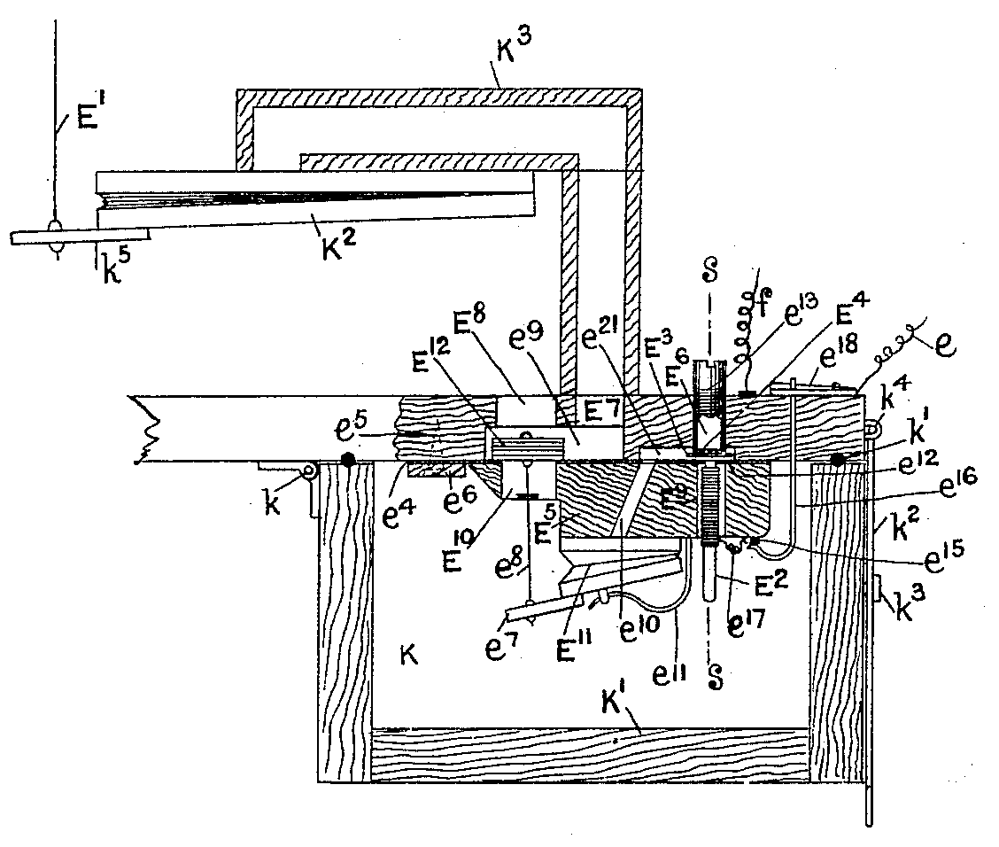 K³
E¹
K²
k⁵
S
f
e¹³
E⁴
E⁸
e⁹
e²¹
E³
E¹²
E⁶
e¹⁸
e
E⁷
k⁴
e⁵
k¹
k
e⁴
e⁶
e¹²
e¹⁶
E¹⁰
E⁵
k²
e⁸
e¹⁵
E²
e⁷
E¹¹
e¹⁰
e¹⁷
k³
K
e¹¹
S
K¹